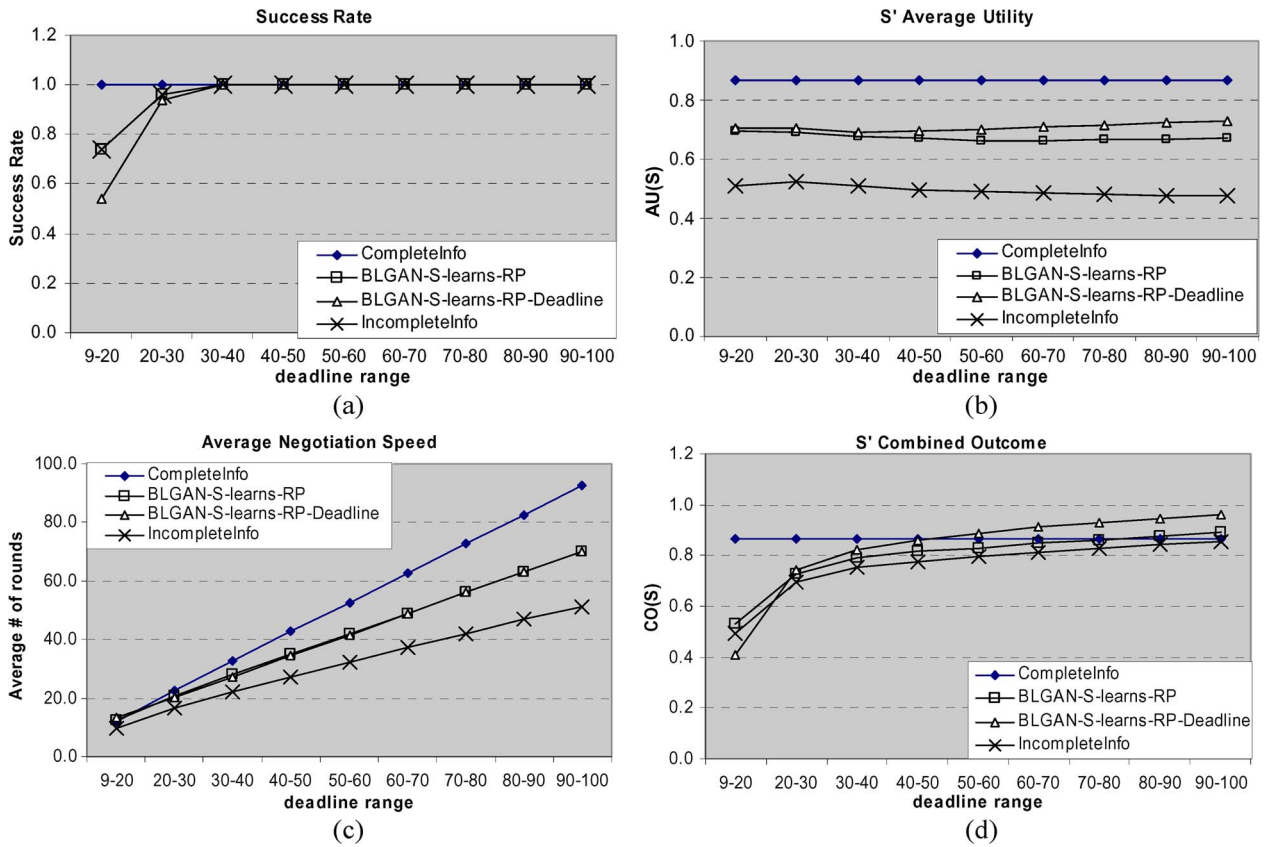 Success Rate
1.2
1.0
0.8
0.6
0.4
0.2
0.0
Success Rate
CompleteInfo
BLGAN-S-learns-RP
BLGAN-S-learns-RP-Deadline
IncompleteInfo
9-20 20-30 30-40 40-50 50-60 60-70 70-80 80-90 90-100
deadline range
(a)
S' Average Utility
1.0
0.8
0.6
0.4
0.2
0.0
AU(S)
CompleteInfo
BLGAN-S-learns-RP
BLGAN-S-learns-RP-Deadline
IncompleteInfo
9-20 20-30 30-40 40-50 50-60 60-70 70-80 80-90 90-100
deadline range
(b)
Average Negotiation Speed
100.0
80.0
60.0
40.0
20.0
0.0
Average # of rounds
CompleteInfo
BLGAN-S-learns-RP
BLGAN-S-learns-RP-Deadline
IncompleteInfo
9-20 20-30 30-40 40-50 50-60 60-70 70-80 80-90 90-100
deadline range
(c)
S' Combined Outcome
1.2
1.0
0.8
0.6
0.4
0.2
0.0
CO(S)
CompleteInfo
BLGAN-S-learns-RP
BLGAN-S-learns-RP-Deadline
IncompleteInfo
9-20 20-30 30-40 40-50 50-60 60-70 70-80 80-90 90-100
deadline range
(d)